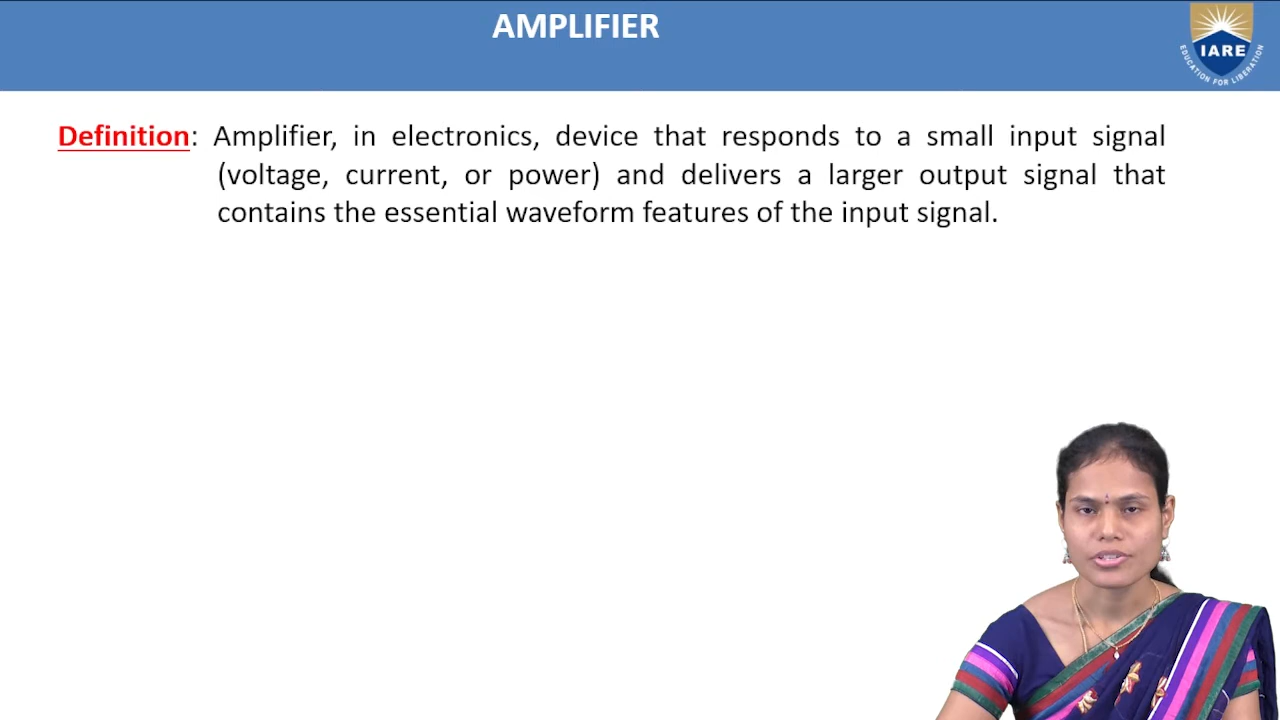 AMPLIFIER
IARE
EDUCATION FOR LIBERATION
Definition: Amplifier, in electronics, device that responds to a small input signal
(voltage, current, or power) and delivers a larger output signal that
contains the essential waveform features of the input signal.